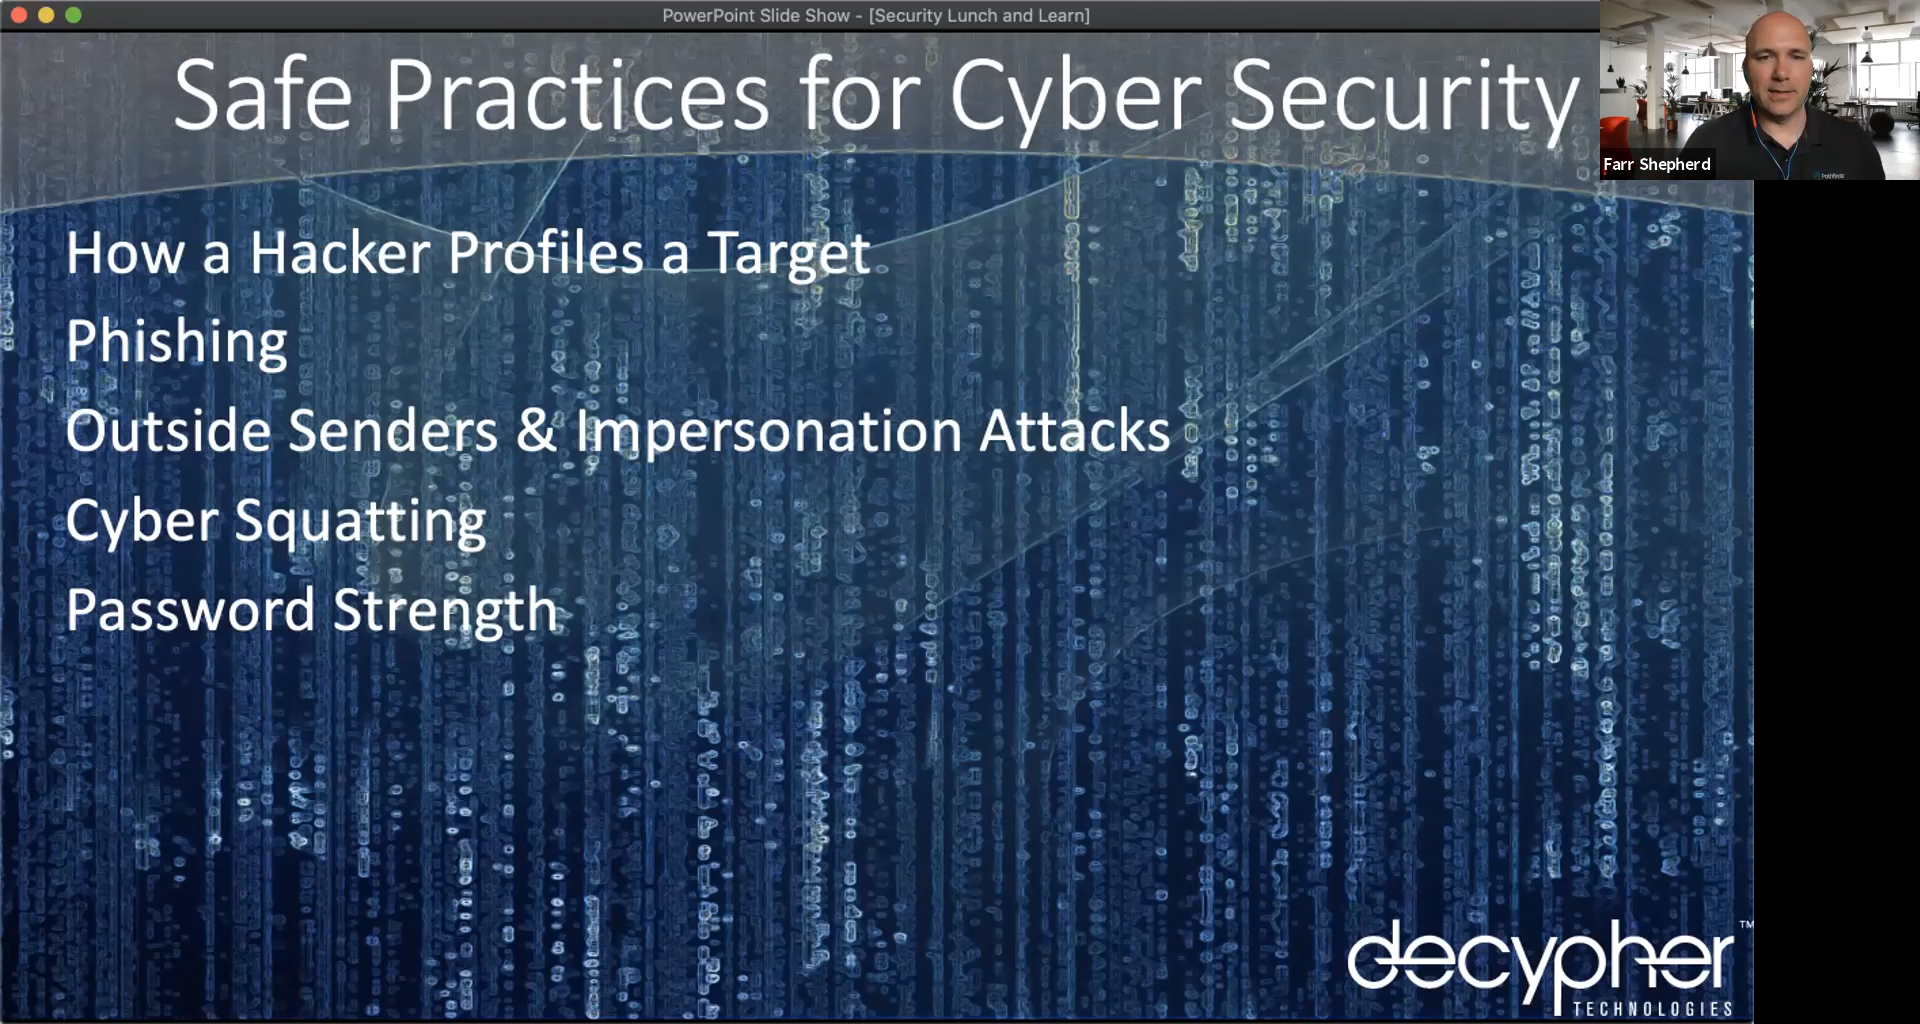 PowerPoint Slide Show - [Security Lunch and Learn]
Safe Practices for Cyber Security
Farr Shepherd
How a Hacker Profiles a Target
Phishing
Outside Senders & Impersonation Attacks
Cyber Squatting
Password Strength
decypher™
TECHNOLOGIES